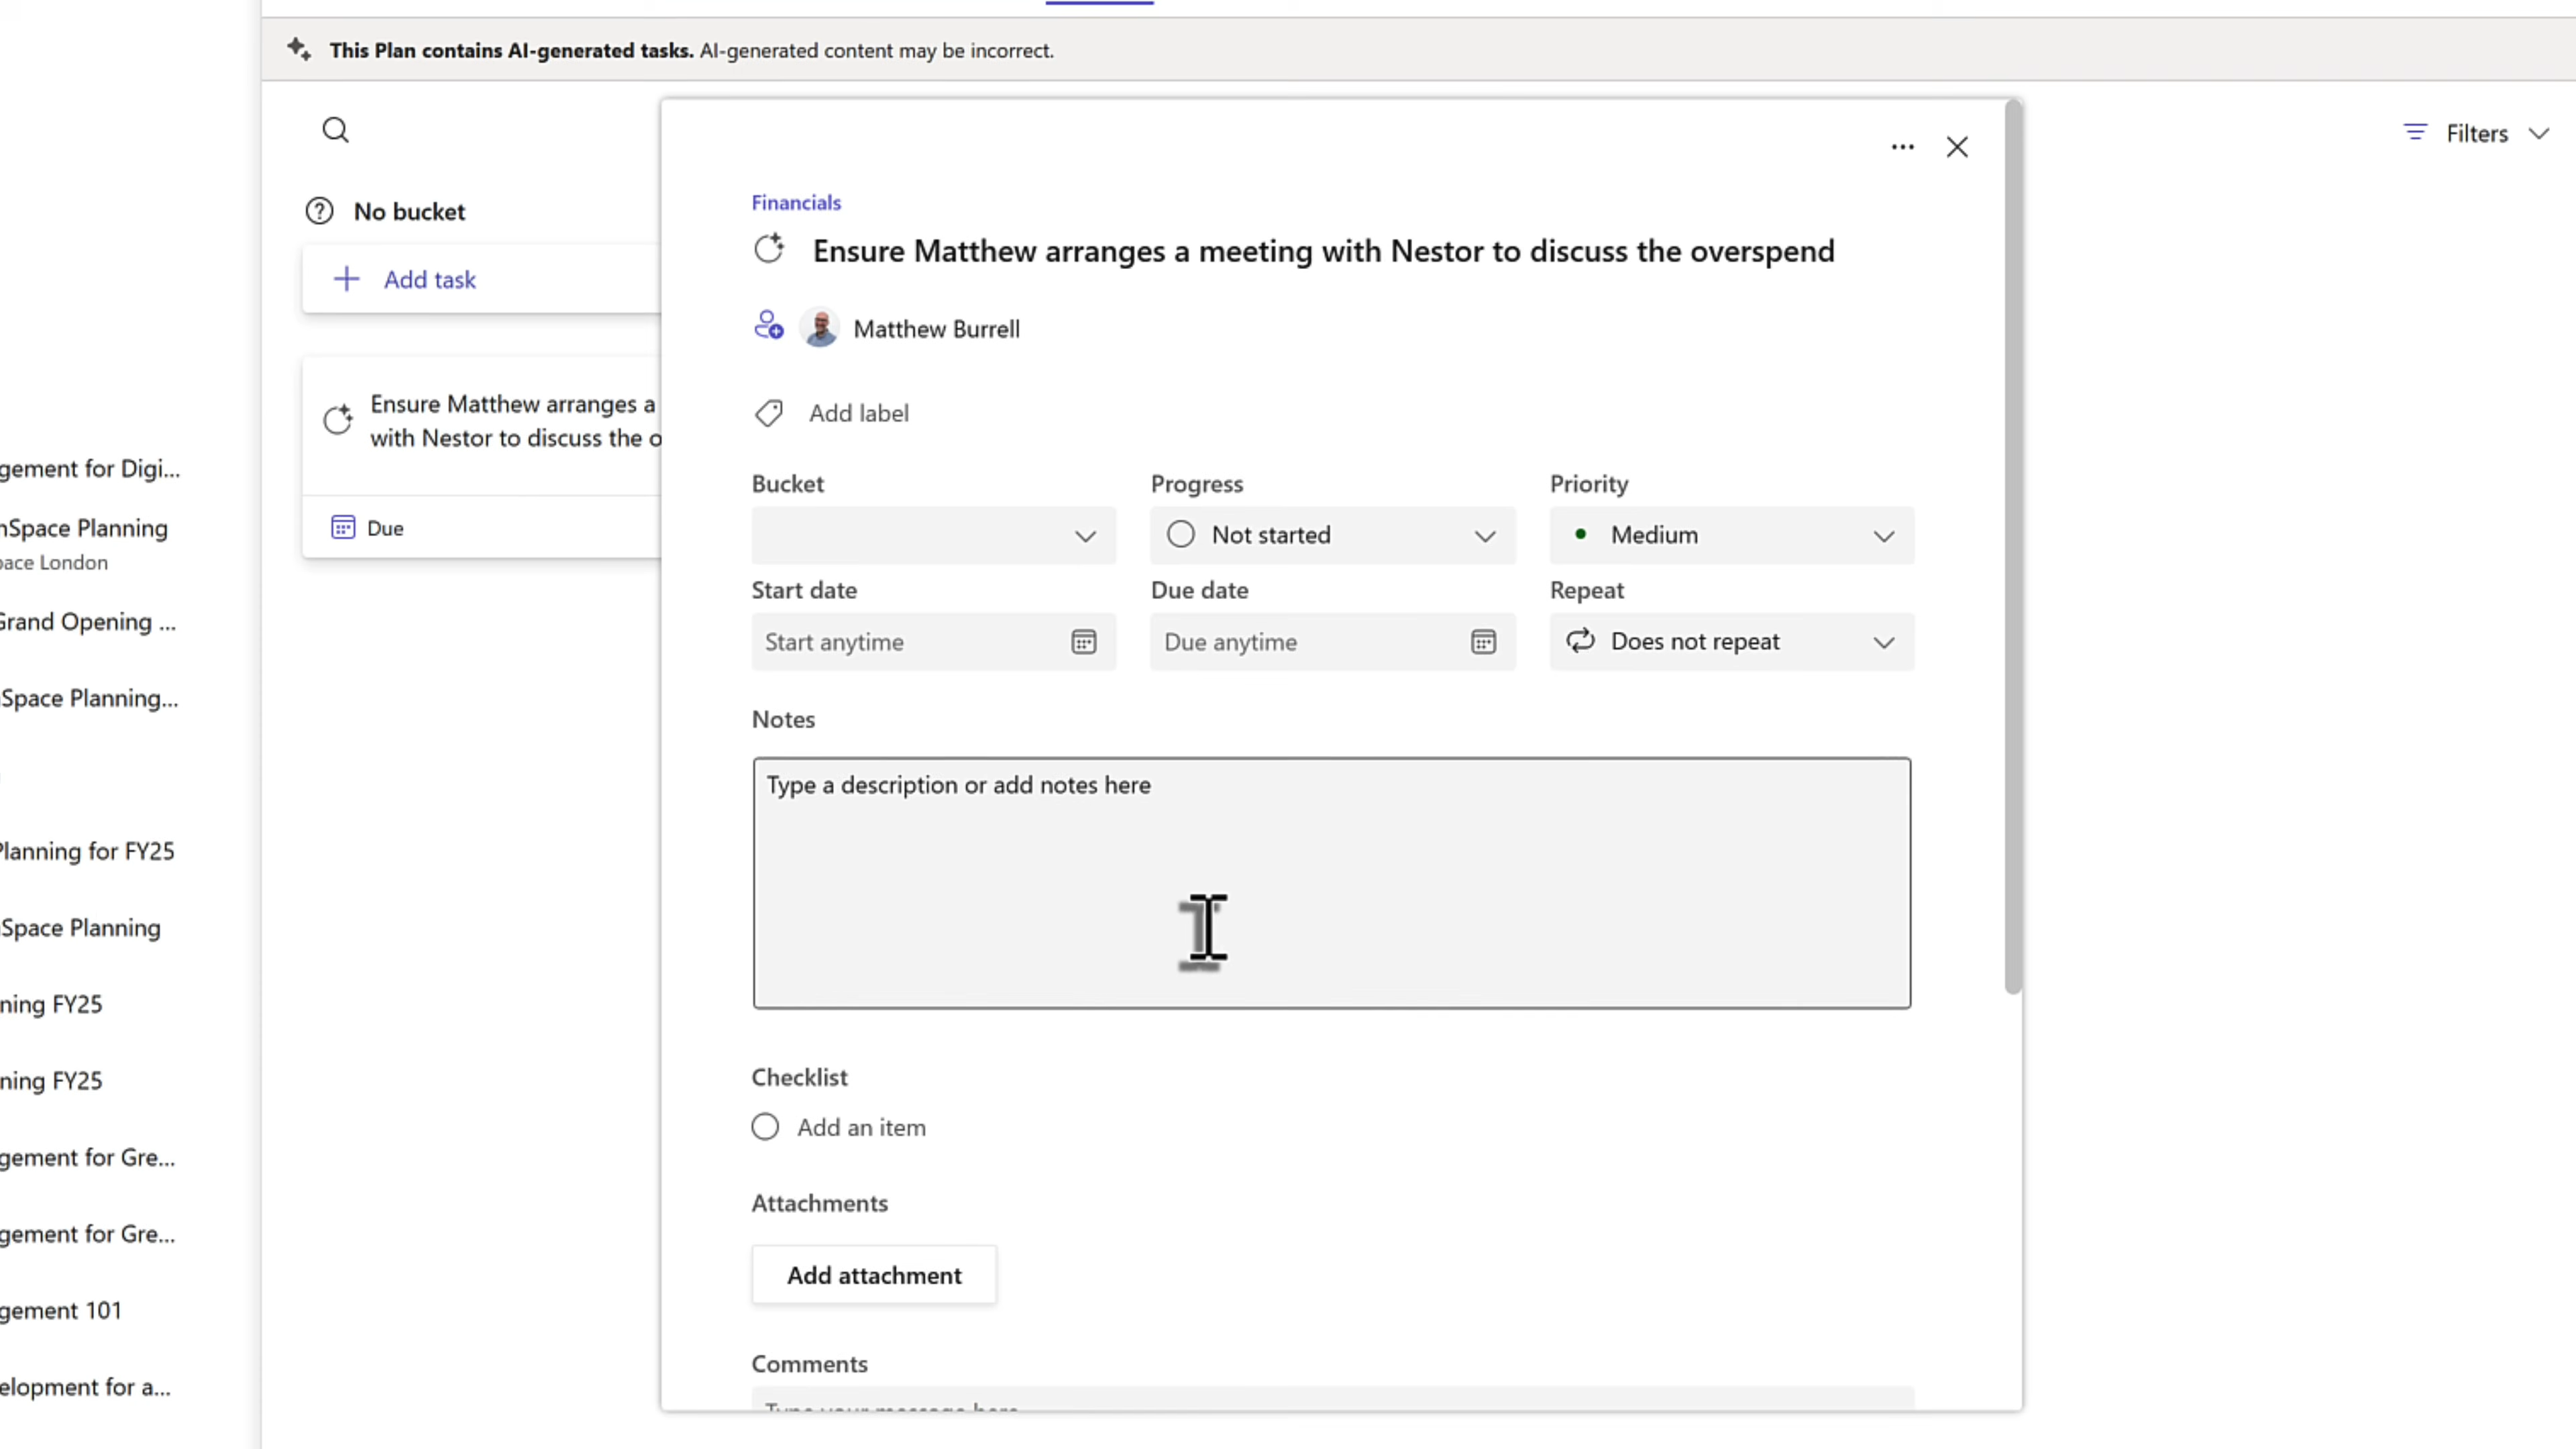 This Plan contains AI-generated tasks. AI-generated content may be incorrect.
Filters
No bucket
Add task
Ensure Matthew arranges a
with Nestor to discuss the o
Due
gement for Digi...
nSpace Planning
pace London
Grand Opening ...
Space Planning...
Planning for FY25
Space Planning
ning FY25
ning FY25
gement for Gre...
gement for Gre...
gement 101
elopment for a...
Financials
Ensure Matthew arranges a meeting with Nestor to discuss the overspend
Matthew Burrell
Add label
Bucket Progress Priority
Not started Medium
Start date Due date Repeat
Start anytime Due anytime Does not repeat
Notes
Type a description or add notes here
Checklist
Add an item
Attachments
Add attachment
Comments
Type your message here